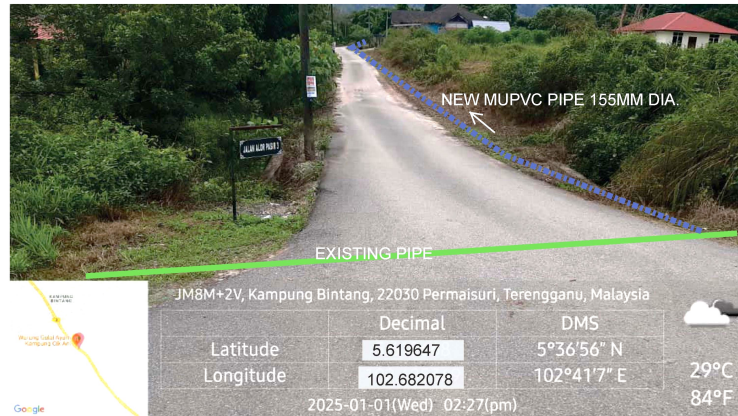 NEW MUPVC PIPE 155MM DIA.
JALAN ALOR PASIR 3
EXISTING PIPE
KAMPUNG
BINTANG
JM8M+2V, Kampung Bintang, 22030 Permaisuri, Terengganu, Malaysia
Decimal DMS
Latitude 5.619647 5°36'56" N
Longitude 102.682078 102°41'7" E
29°C
84°F
2025-01-01(Wed) 02:27(pm)
Google